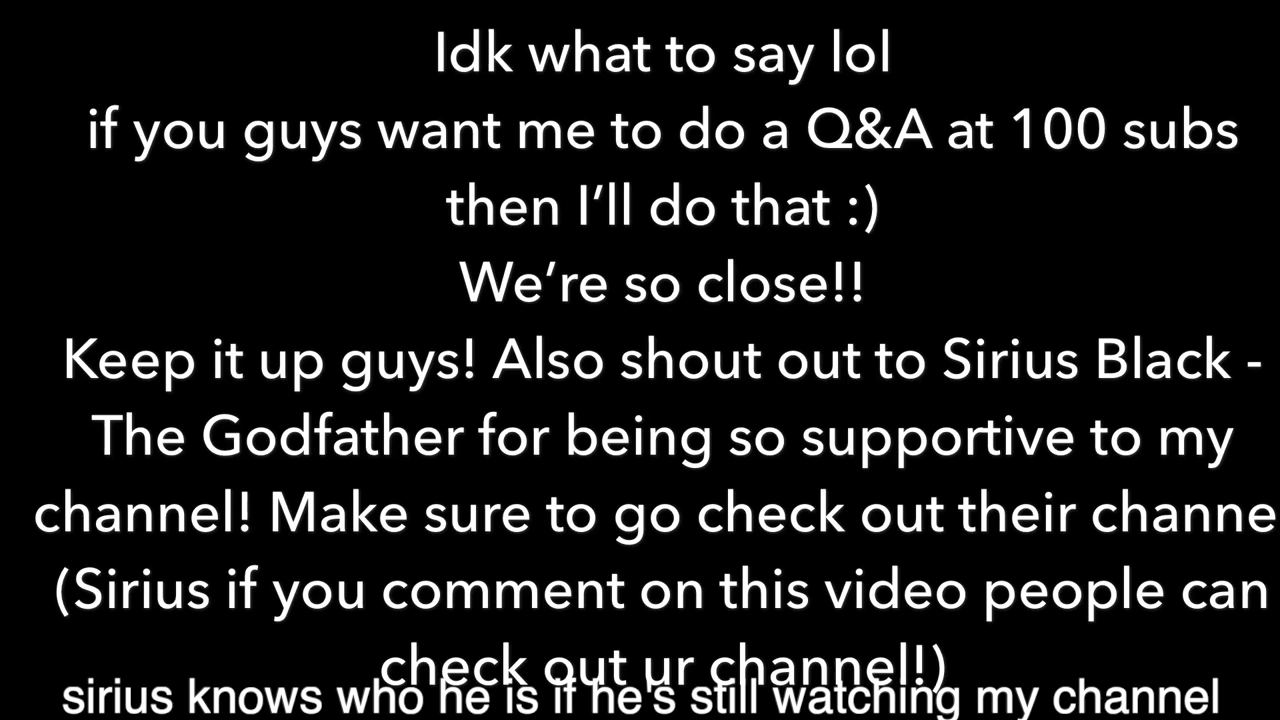 Idk what to say lol
if you guys want me to do a Q&A at 100 subs
then I’ll do that :)
We’re so close!!
Keep it up guys! Also shout out to Sirius Black -
The Godfather for being so supportive to my
channel! Make sure to go check out their channe
(Sirius if you comment on this video people can
check out ur channel!)
sirius knows who he is if he's still watching my channel